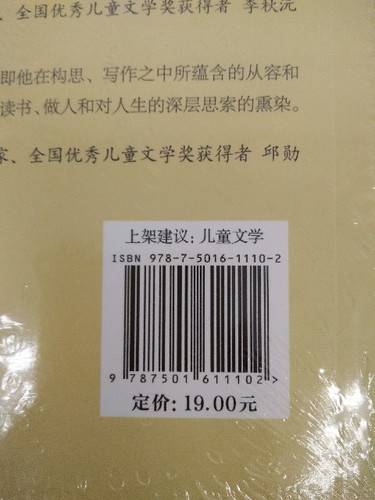 、全国优秀儿童文学奖获得者 李秋沅
即他在构思、写作之中所蕴含的从容和
读书、做人和对人生的深层思索的熏染。
家、全国优秀儿童文学奖获得者 邱勋
上架建议：儿童文学
ISBN 978-7-5016-1110-2
9 787501 611102 >
定价：19.00元